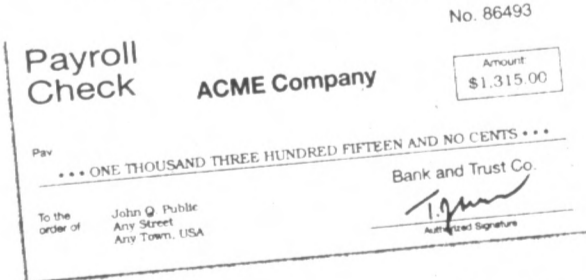 No. 86493
Payroll
Check
ACME Company
Amount
$1,315.00
Pay
• • • ONE THOUSAND THREE HUNDRED FIFTEEN AND NO CENTS • • •
Bank and Trust Co.
To the
order of
John Q. Public
Any Street
Any Town, USA
Authorized Signature